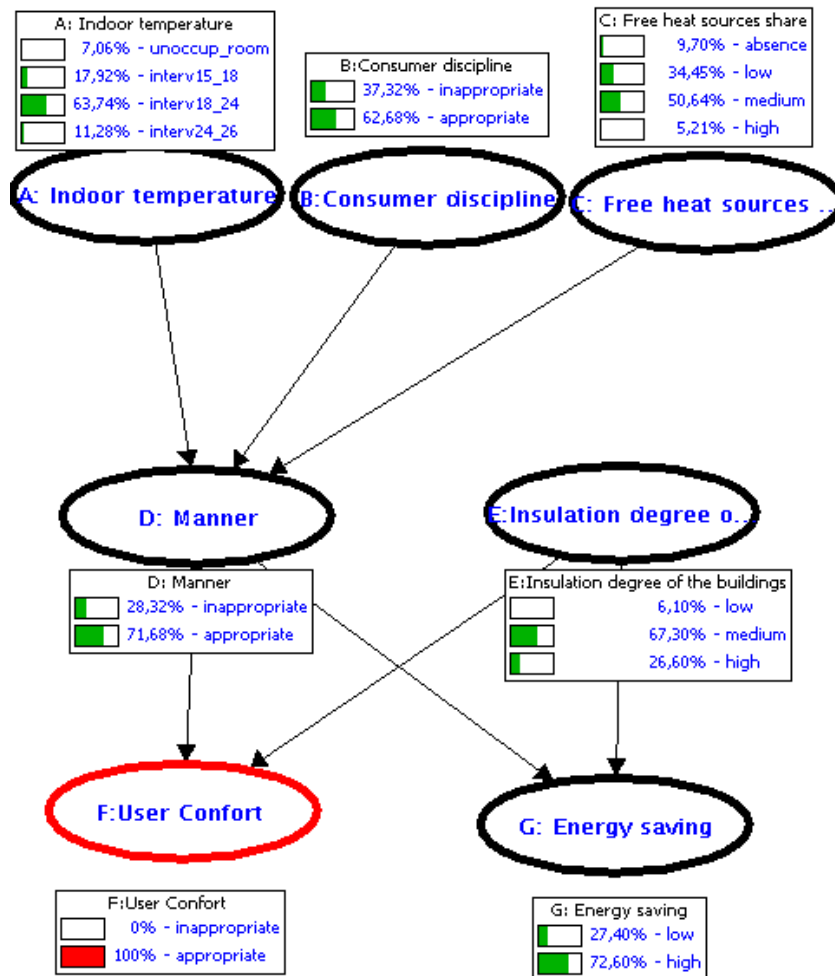 A: Indoor temperature
7,06% - unoccup_room
17,92% - interv15_18
63,74% - interv18_24
11,28% - interv24_26
B:Consumer discipline
37,32% - inappropriate
62,68% - appropriate
C: Free heat sources share
9,70% - absence
34,45% - low
50,64% - medium
5,21% - high
A: Indoor temperature
B:Consumer discipline
C: Free heat sources ...
D: Manner
E:Insulation degree o...
D: Manner
28,32% - inappropriate
71,68% - appropriate
E:Insulation degree of the buildings
6,10% - low
67,30% - medium
26,60% - high
F:User Confort
G: Energy saving
F:User Confort
0% - inappropriate
100% - appropriate
G: Energy saving
27,40% - low
72,60% - high